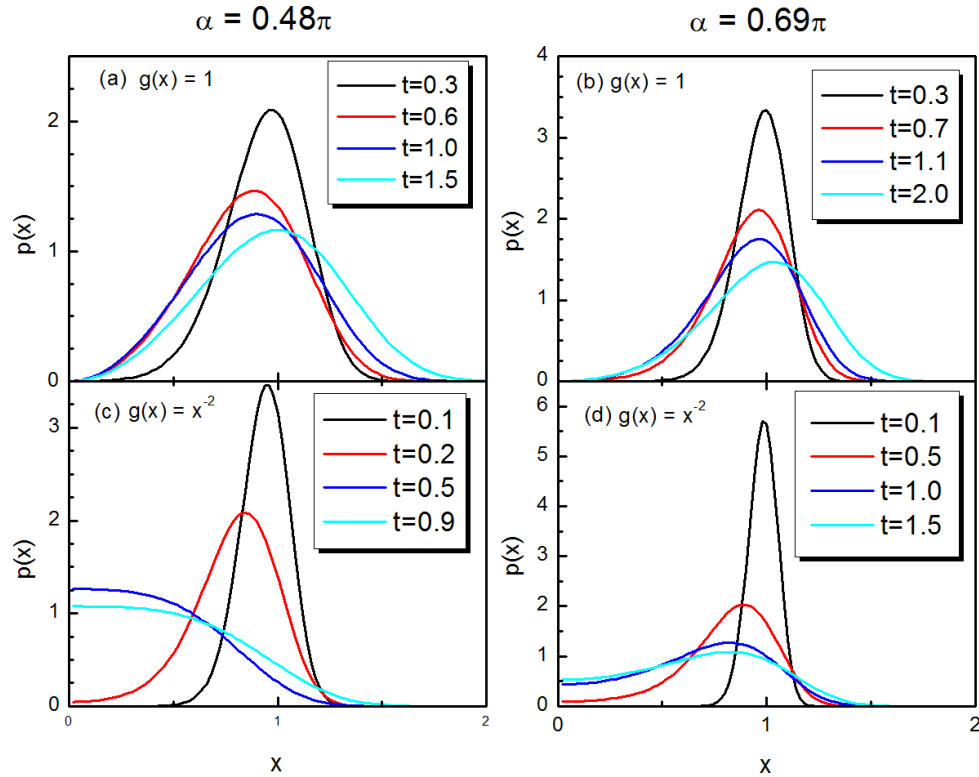 α = 0.48π
α = 0.69π
(a) g(x) = 1
t=0.3
t=0.6
t=1.0
t=1.5
p(x)
2
1
0
(b) g(x) = 1
t=0.3
t=0.7
t=1.1
t=2.0
p(x)
4
3
2
1
0
(c) g(x) = x⁻²
t=0.1
t=0.2
t=0.5
t=0.9
p(x)
3
2
1
0
0
1
2
x
(d) g(x) = x⁻²
t=0.1
t=0.5
t=1.0
t=1.5
p(x)
6
5
4
3
2
1
0
0
1
2
x